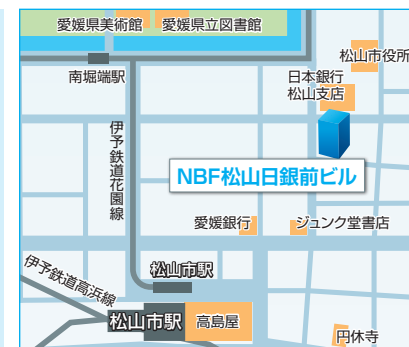 愛媛県美術館
愛媛県立図書館
松山市役所
南堀端駅
日本銀行
松山支店
伊予鉄道花園線
NBF松山日銀前ビル
愛媛銀行
ジュンク堂書店
松山市駅
伊予鉄道高浜線
松山市駅
高島屋
円休寺